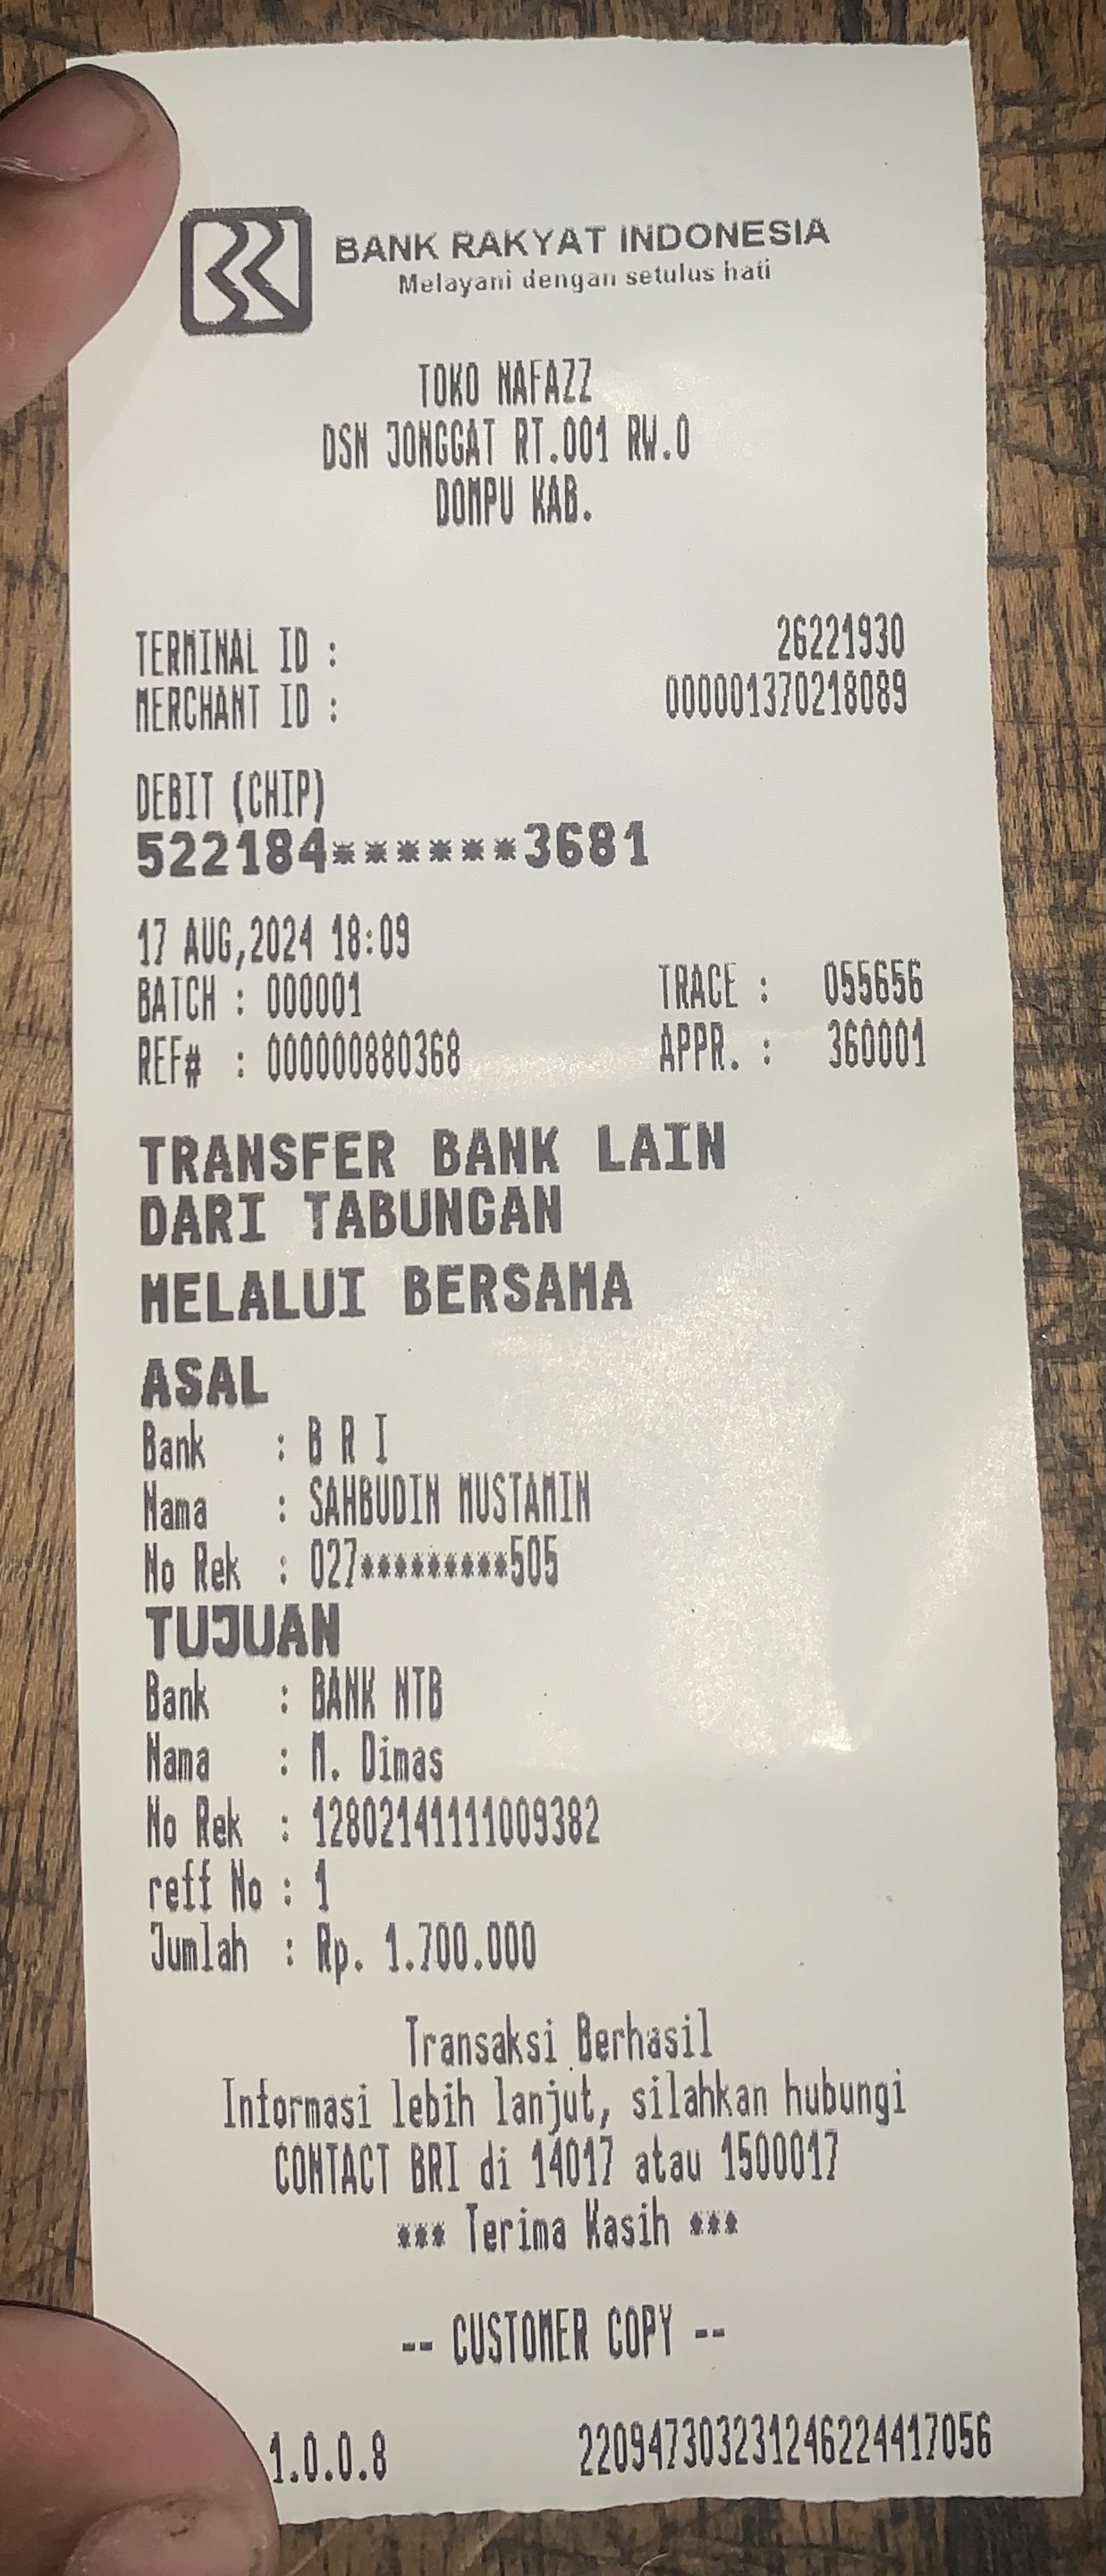 BANK RAKYAT INDONESIA
Melayani dengan setulus hati
TOKO NAFAZZ
DSN JONGGAT RT.001 RW.0
DOMPU KAB.
TERMINAL ID : 26221930
MERCHANT ID : 000001370218089
DEBIT (CHIP)
522184******3681
17 AUG,2024 18:09
BATCH : 000001 TRACE : 055656
REF# : 000000880368 APPR. : 360001
TRANSFER BANK LAIN
DARI TABUNGAN
MELALUI BERSAMA
ASAL
Bank : B R I
Nama : SAHBUDIN MUSTAMIN
No Rek : 027*********505
TUJUAN
Bank : BANK NTB
Nama : M. Dimas
No Rek : 12802141111009382
reff No : 1
Jumlah : Rp. 1.700.000
Transaksi Berhasil
Informasi lebih lanjut, silahkan hubungi
CONTACT BRI di 14017 atau 1500017
*** Terima Kasih ***
-- CUSTOMER COPY --
1.0.0.8 220947303231246224417056